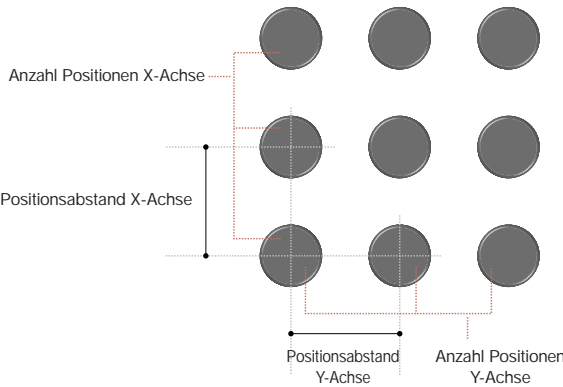 Anzahl Positionen X-Achse
Positionsabstand X-Achse
Positionsabstand
Y-Achse
Anzahl Positionen
Y-Achse